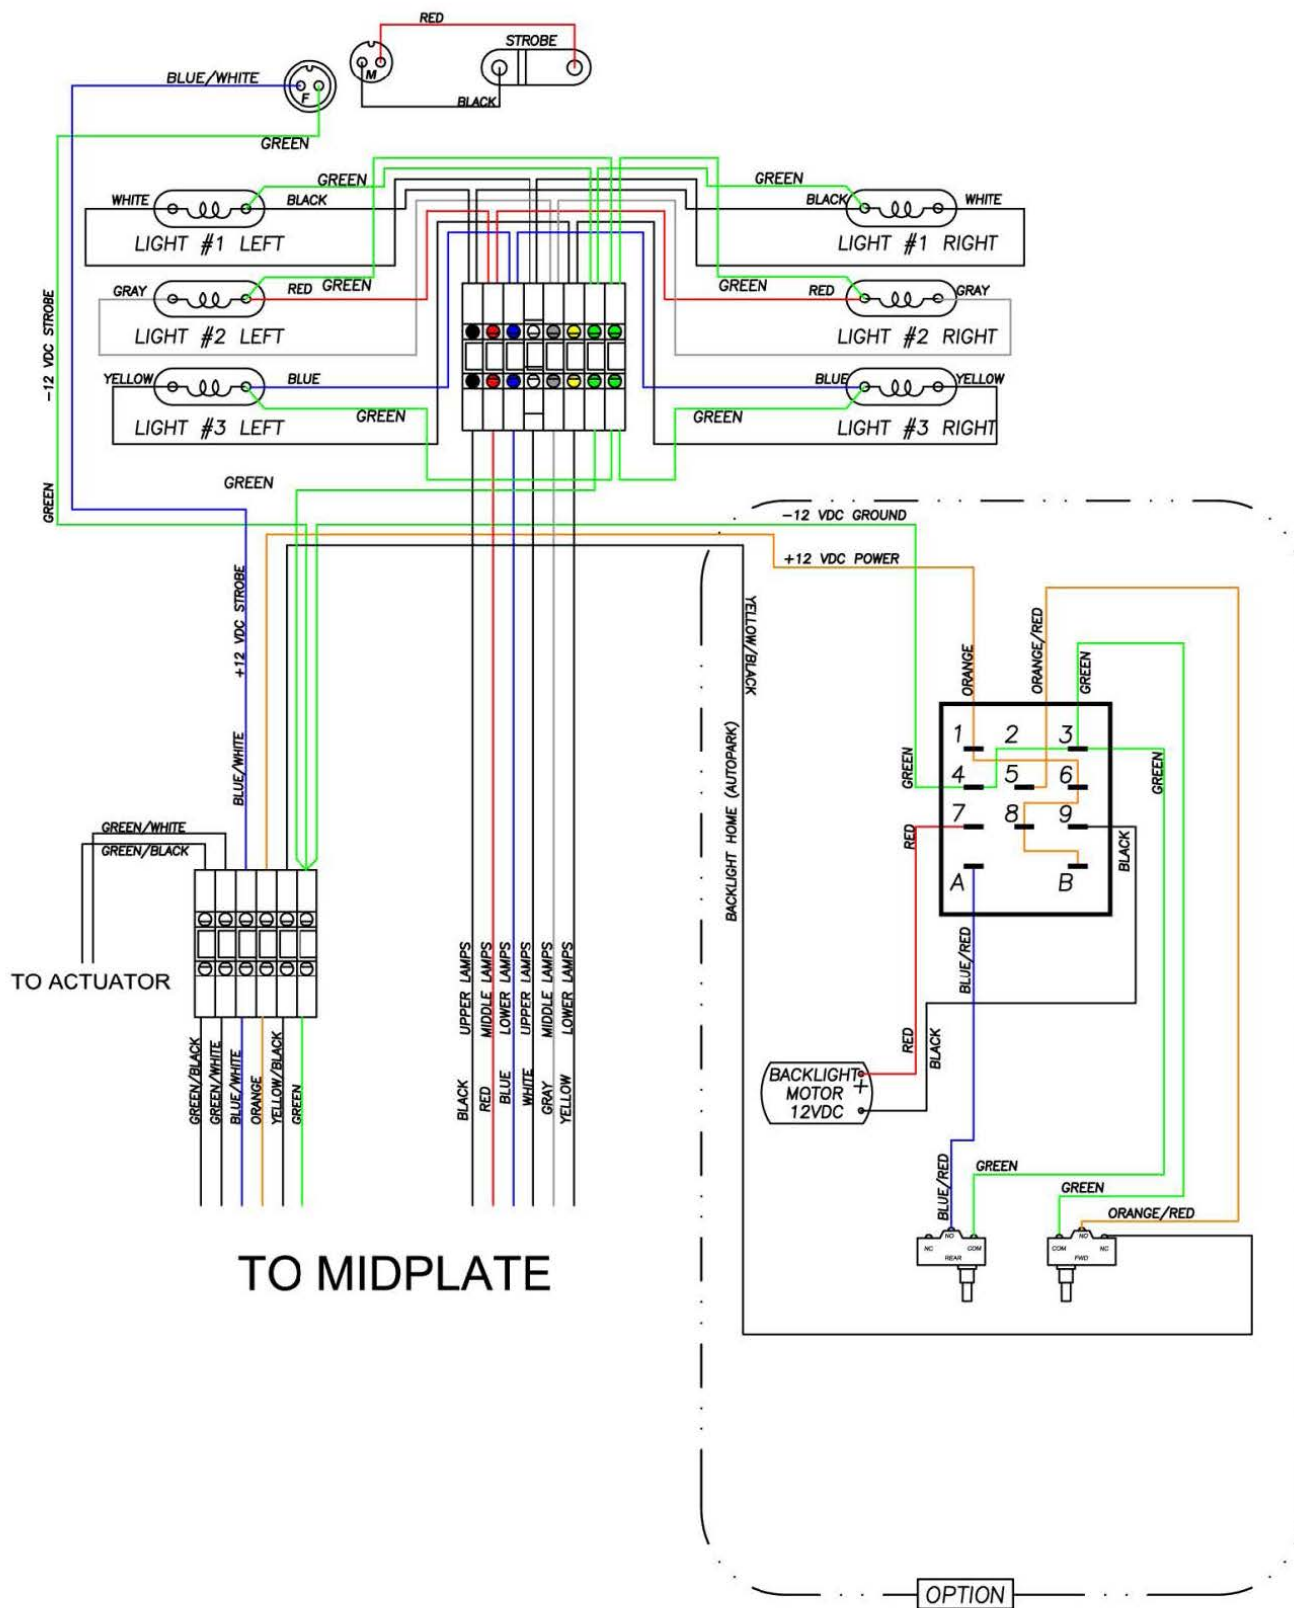 RED
STROBE
M
BLACK
BLUE/WHITE
F
GREEN
GREEN
GREEN
WHITE
BLACK
BLACK
WHITE
LIGHT #1 LEFT
LIGHT #1 RIGHT
GRAY
RED
GREEN
GREEN
RED
GRAY
LIGHT #2 LEFT
LIGHT #2 RIGHT
-12 VDC STROBE
YELLOW
BLUE
BLUE
YELLOW
GREEN
GREEN
LIGHT #3 LEFT
LIGHT #3 RIGHT
GREEN
GREEN
-12 VDC GROUND
+12 VDC POWER
+12 VDC STROBE
YELLOW/BLACK
ORANGE
ORANGE/RED
GREEN
BLUE/WHITE
BACKLIGHT HOME (AUTOPARK)
GREEN
1 2 3
4 5 6
7 8 9
A B
GREEN
RED
BLACK
GREEN/WHITE
GREEN/BLACK
TO ACTUATOR
BLUE/RED
UPPER LAMPS
MIDDLE LAMPS
LOWER LAMPS
UPPER LAMPS
MIDDLE LAMPS
LOWER LAMPS
GREEN/BLACK
GREEN/WHITE
BLUE/WHITE
ORANGE
YELLOW/BLACK
GREEN
BLACK
RED
BLUE
WHITE
GRAY
YELLOW
RED
BLACK
BACKLIGHT
+
MOTOR
12VDC
BLUE/RED
GREEN
GREEN
ORANGE/RED
NC NO COM
REAR
COM NO NC
FWD
TO MIDPLATE
OPTION